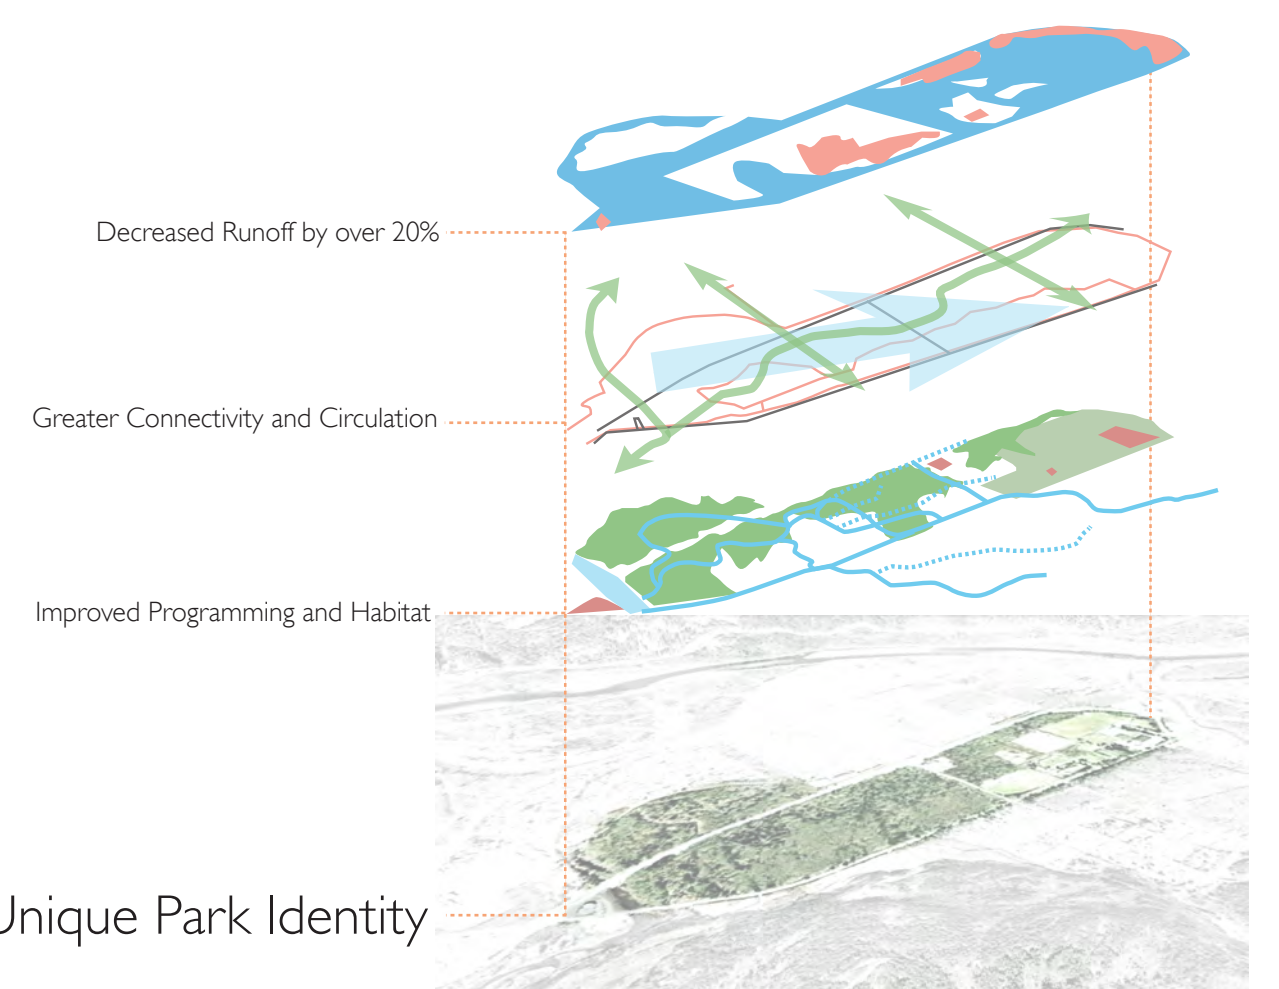 Decreased Runoff by over 20%
Greater Connectivity and Circulation
Improved Programming and Habitat
Unique Park Identity